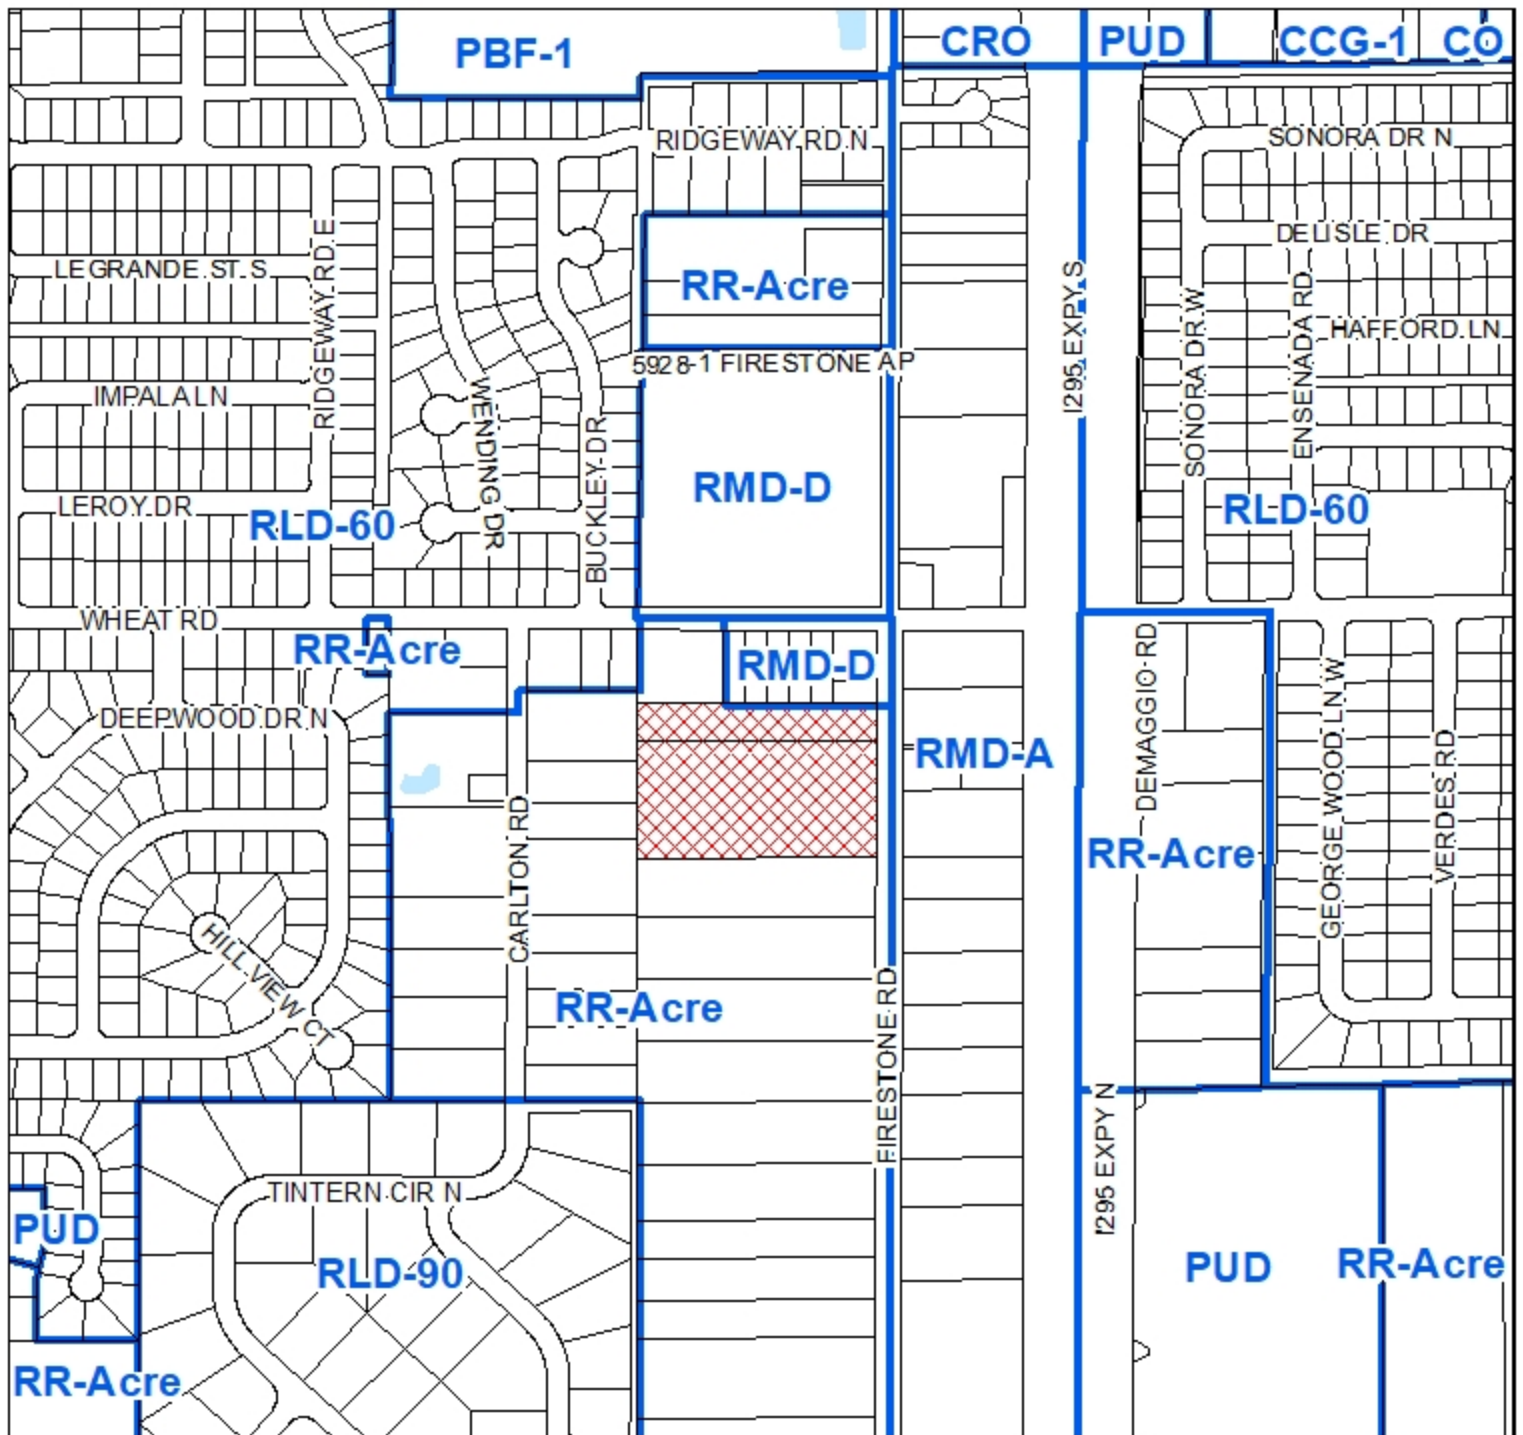 PBF-1
CRO
PUD
CCG-1
CO
RIDGEWAY RD N
SONORA DR N
DELISLE DR
LEGRANDE ST S
RIDGEWAY RD E
RR-Acre
I295 EXPY S
SONORA DR W
ENSENADA RD
HAFFORD LN
5928-1 FIRESTONE AP
IMPALA LN
WENDING DR
BUCKLEY DR
RMD-D
LEROY DR
RLD-60
RLD-60
WHEAT RD
RR-Acre
RMD-D
DEEPWOOD DR N
DEMAGGIO RD
GEORGE WOOD LN W
VERDES RD
RMD-A
CARLTON RD
RR-Acre
HILL VIEW CT
RR-Acre
FIRESTONE RD
I295 EXPY N
TINTERN CIR N
PUD
RLD-90
PUD
RR-Acre
RR-Acre